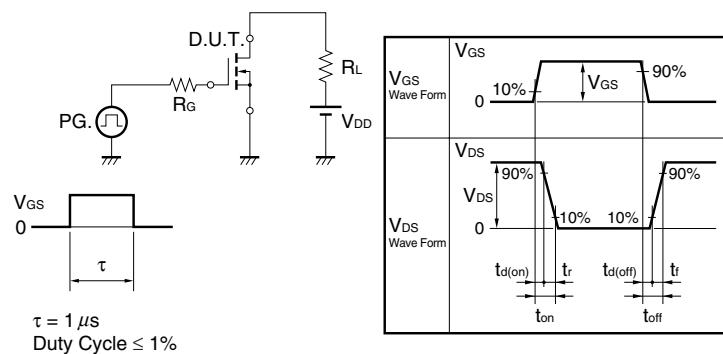 D.U.T.
RL
RG
PG.
VDD
VGS
0
τ
τ = 1 μs
Duty Cycle ≤ 1%
VGS
Wave Form
VGS
10%
VGS
90%
0
VDS
Wave Form
VDS
90%
VDS
10%
10%
90%
0
td(on)
tr
td(off)
tf
ton
toff